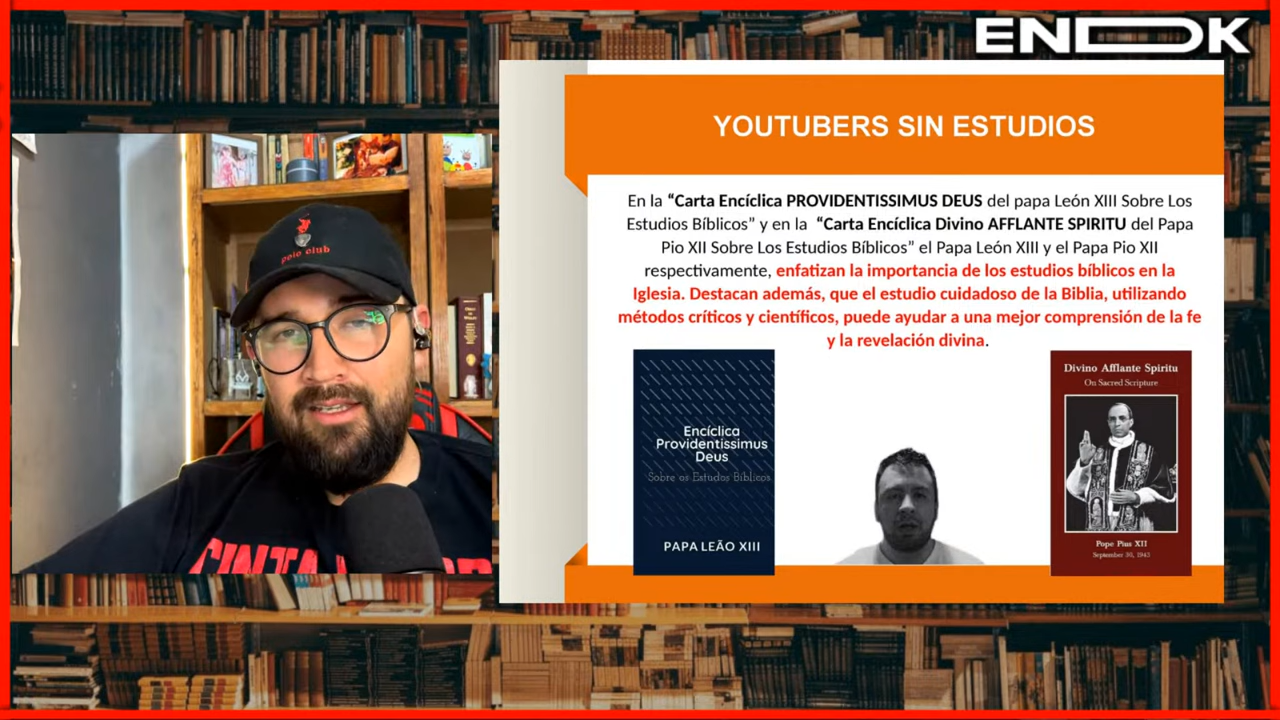 ENDK
YOUTUBERS SIN ESTUDIOS
En la “Carta Encíclica PROVIDENTISSIMUS DEUS del papa León XIII Sobre Los
Estudios Bíblicos” y en la “Carta Encíclica Divino AFFLANTE SPIRITU del Papa
Pio XII Sobre Los Estudios Bíblicos” el Papa León XIII y el Papa Pio XII
respectivamente, enfatizan la importancia de los estudios bíblicos en la
Iglesia. Destacan además, que el estudio cuidadoso de la Biblia, utilizando
métodos críticos y científicos, puede ayudar a una mejor comprensión de la fe
y la revelación divina.
Encíclica
Providentissimus
Deus
Sobre os Estudos Bíblicos
PAPA LEÃO XIII
Divino Afflante Spiritu
On Sacred Scripture
Pope Pius XII
September 30, 1943
polo club